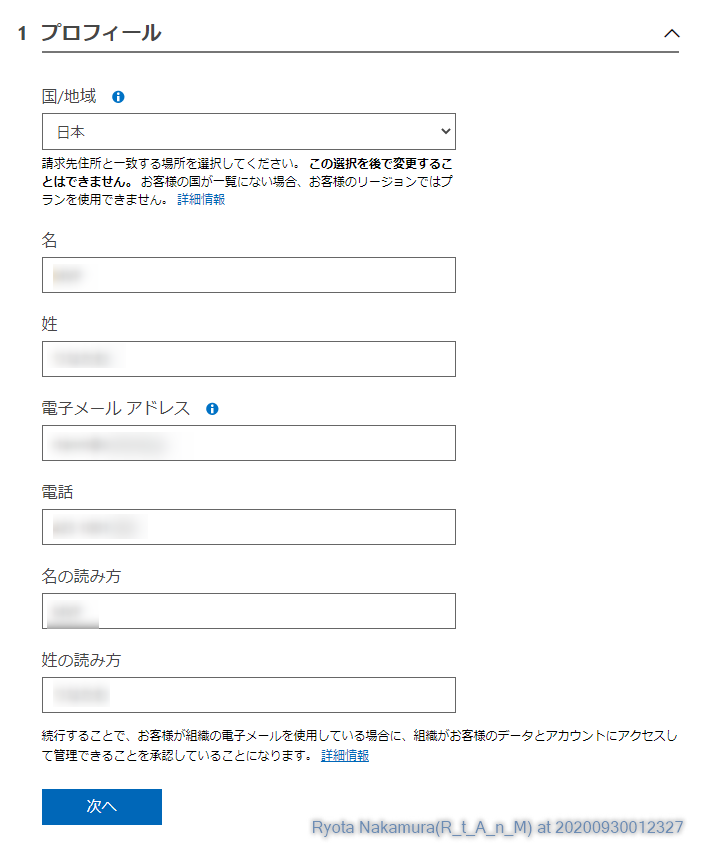 1 プロフィール
国/地域
日本
請求先住所と一致する場所を選択してください。 この選択を後で変更するこ
とはできません。 お客様の国が一覧にない場合、お客様のリージョンではプ
ランを使用できません。 詳細情報
名
姓
電子メール アドレス
電話
名の読み方
姓の読み方
続行することで、お客様が組織の電子メールを使用している場合に、組織がお客様のデータとアカウントにアクセスし
て管理できることを承認していることになります。 詳細情報
次へ
Ryota Nakamura(R_t_A_n_M) at 20200930012327